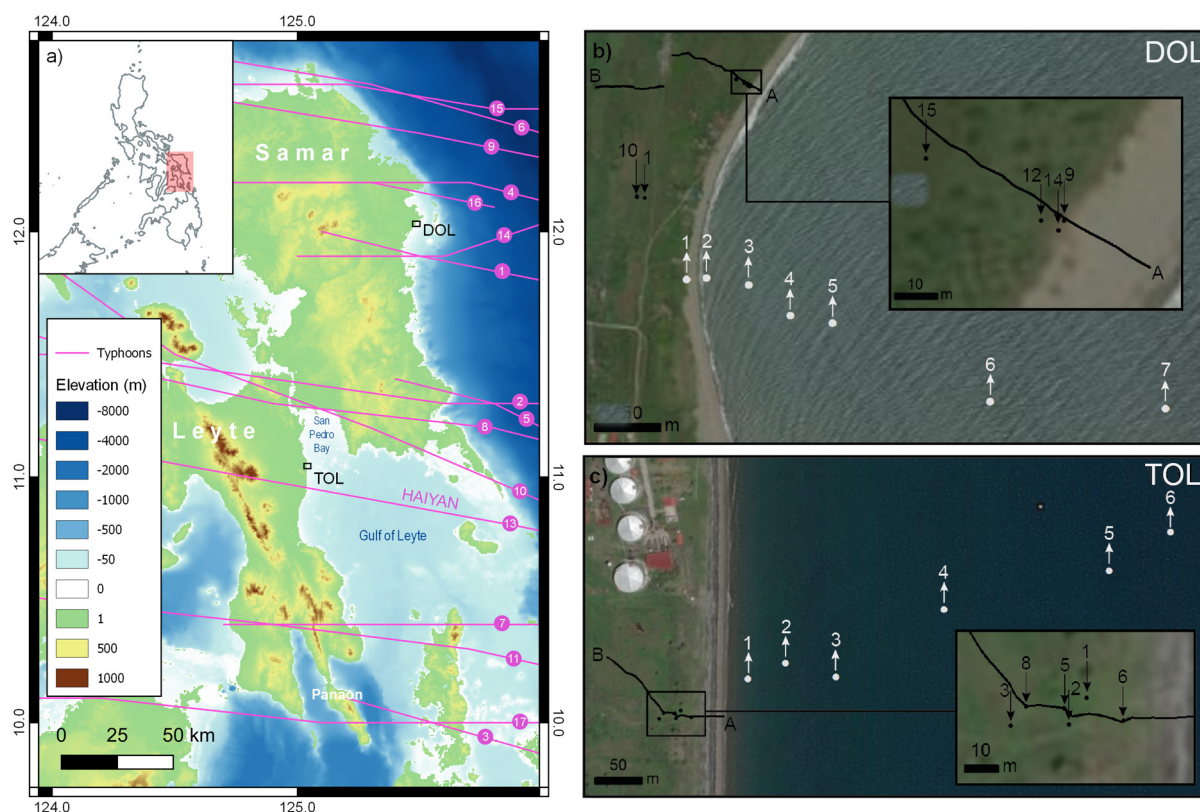 124.0
125.0
a)
12.0
11.0
10.0
12.0
11.0
10.0
Samar
15
6
9
4
16
DOL
14
1
Typhoons
Elevation (m)
-8000
-4000
-2000
-1000
-500
-50
0
1
500
1000
Leyte
San
Pedro
Bay
TOL
2
5
8
10
HAIYAN
13
Gulf of Leyte
7
11
Panaon
17
3
0 25 50 km
124.0
125.0
b)
DOL
B
A
10 1
1 2 3
4 5
6
7
15
12 14 9
A
10 m
m
c)
TOL
B
A
1 2 3
4
5
6
50 m
3 8 5 2 1 6
10 m